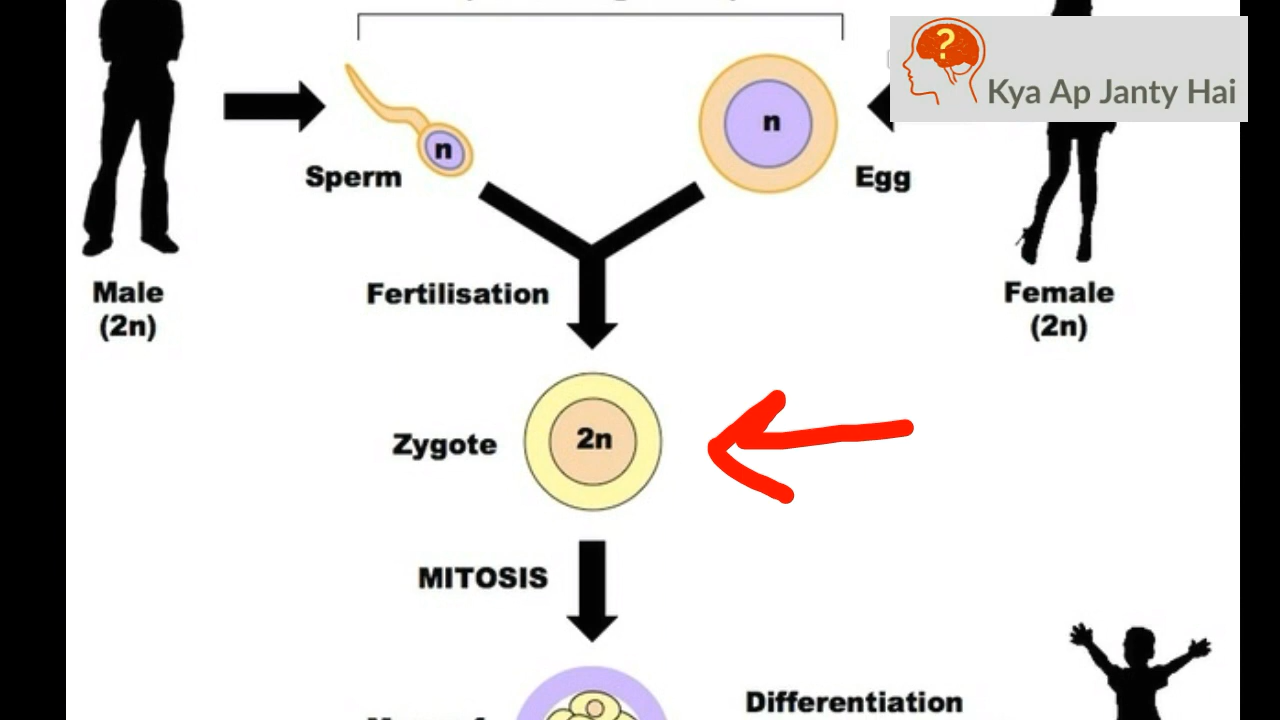 ?
Kya Ap Janty Hai
n
n
Sperm
Egg
Male
(2n)
Fertilisation
Female
(2n)
Zygote
2n
MITOSIS
Differentiation